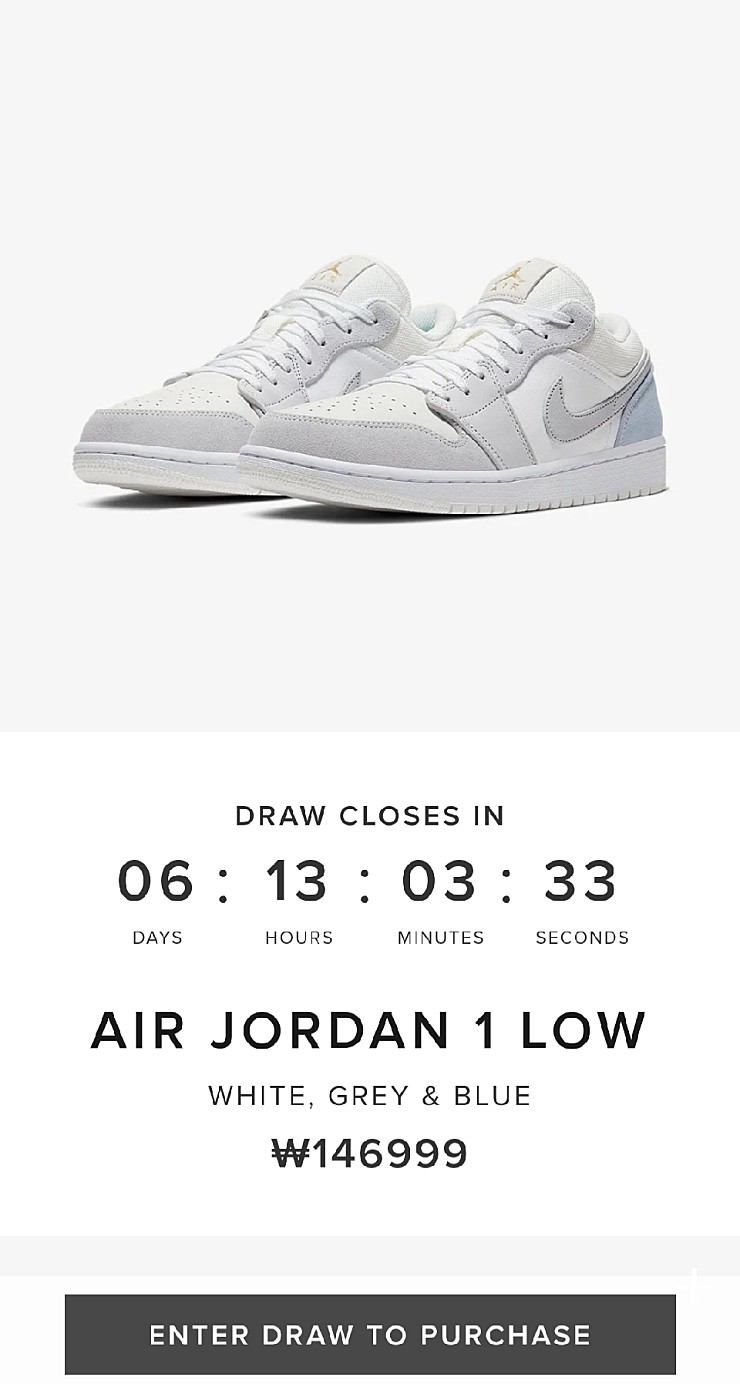 DRAW CLOSES IN
06 : 13 : 03 : 33
DAYS HOURS MINUTES SECONDS
AIR JORDAN 1 LOW
WHITE, GREY & BLUE
₩146999
ENTER DRAW TO PURCHASE